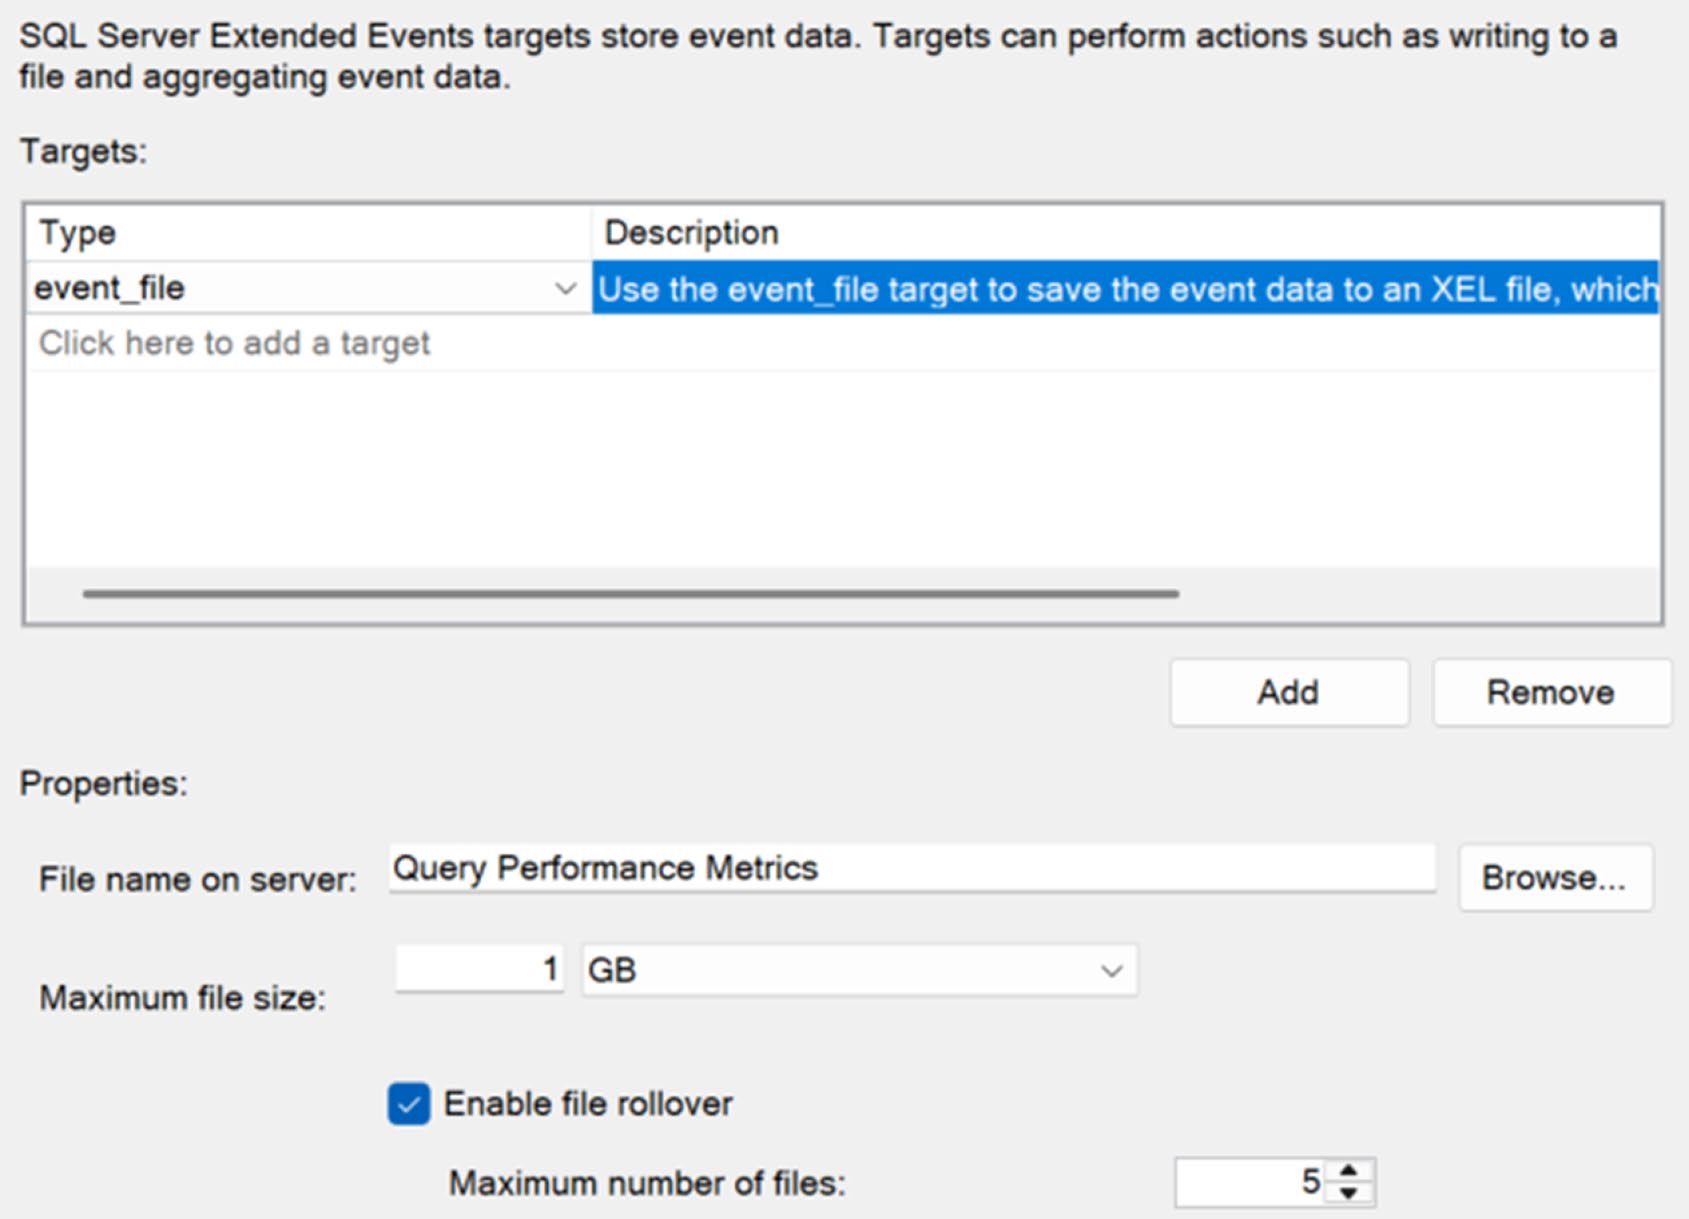 SQL Server Extended Events targets store event data. Targets can perform actions such as writing to a
file and aggregating event data.
Targets:
Type Description
event_file Use the event_file target to save the event data to an XEL file, which
Click here to add a target
Add Remove
Properties:
File name on server: Query Performance Metrics Browse...
Maximum file size: 1 GB
Enable file rollover
Maximum number of files: 5